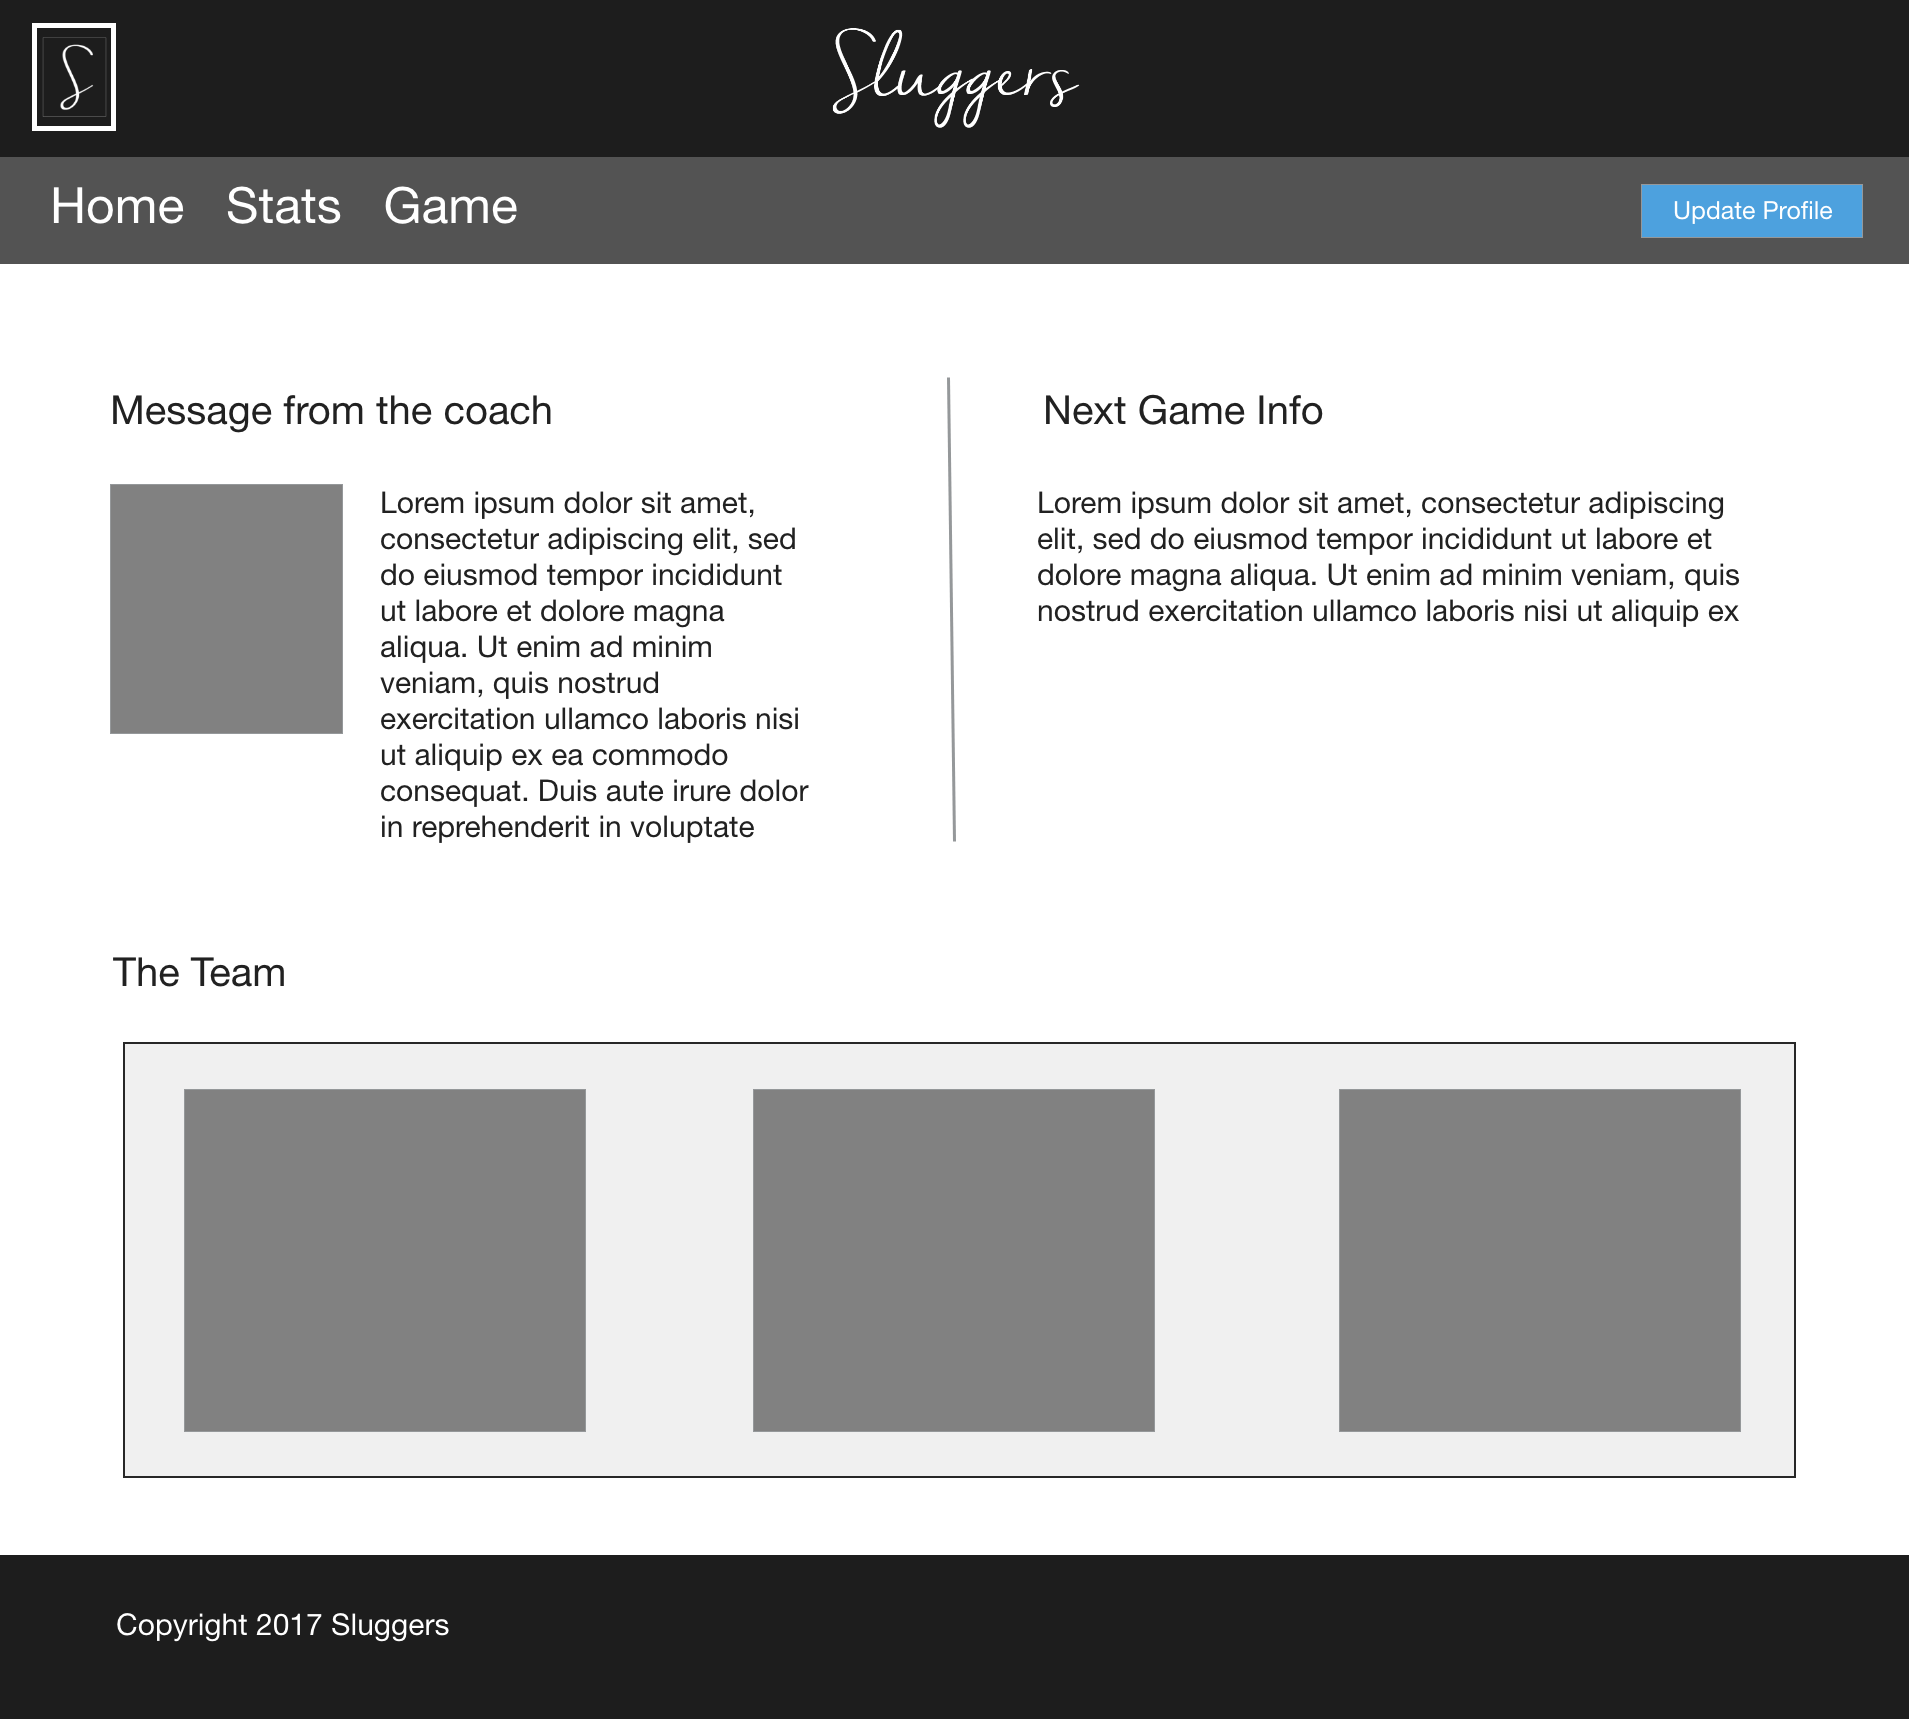 S
Sluggers
Home Stats Game
Update Profile
Message from the coach
Lorem ipsum dolor sit amet,
consectetur adipiscing elit, sed
do eiusmod tempor incididunt
ut labore et dolore magna
aliqua. Ut enim ad minim
veniam, quis nostrud
exercitation ullamco laboris nisi
ut aliquip ex ea commodo
consequat. Duis aute irure dolor
in reprehenderit in voluptate
Next Game Info
Lorem ipsum dolor sit amet, consectetur adipiscing
elit, sed do eiusmod tempor incididunt ut labore et
dolore magna aliqua. Ut enim ad minim veniam, quis
nostrud exercitation ullamco laboris nisi ut aliquip ex
The Team
Copyright 2017 Sluggers